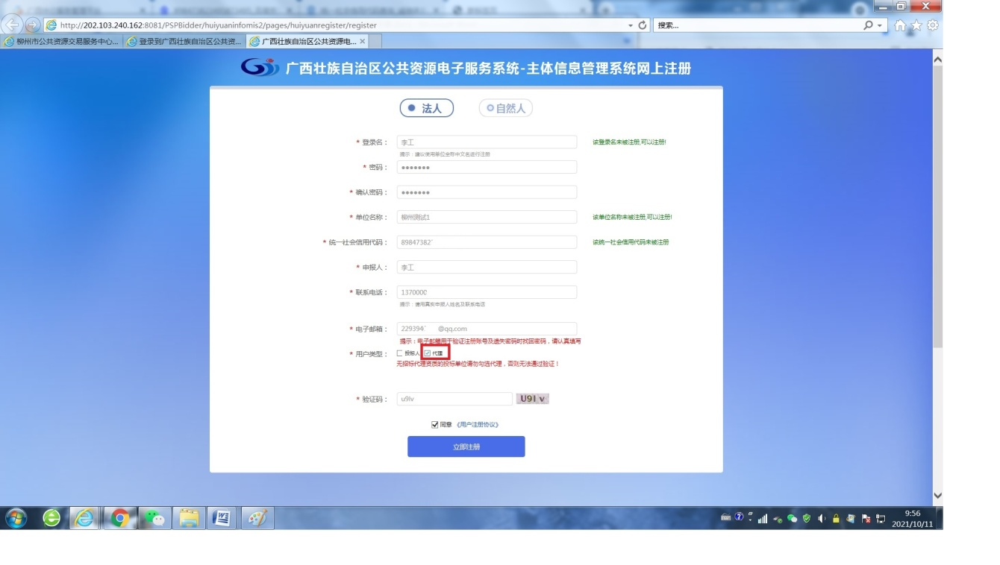 http://202.103.240.162:8081/PSPBidder/huiyuaninfomis2/pages/huiyuanregister/register
搜索...
柳州市公共资源交易服务中心...
登录到广西壮族自治区公共资...
广西壮族自治区公共资源电...
广西壮族自治区公共资源电子服务系统-主体信息管理系统网上注册
法人 自然人
* 登录名： 李工 该登录名未被注册,可以注册!
提示：建议使用单位全称中文名进行注册
* 密码： ●●●●●●●
* 确认密码： ●●●●●●●
* 单位名称： 柳州测试1 该单位名称未被注册,可以注册!
* 统一社会信用代码： 89847382 该统一社会信用代码未被注册
* 申报人： 李工
* 联系电话： 1370000
提示：请用真实申报人姓名及联系电话
* 电子邮箱： 229394 @qq.com
提示：电子邮箱用于验证注册账号及遗失密码时找回密码，请认真填写
* 用户类型： 投标人 代理
无招标代理资质的投标单位请勿勾选代理，否则无法通过验证！
* 验证码： u9lv U9l v
同意 《用户注册协议》
立即注册
9:56
2021/10/11